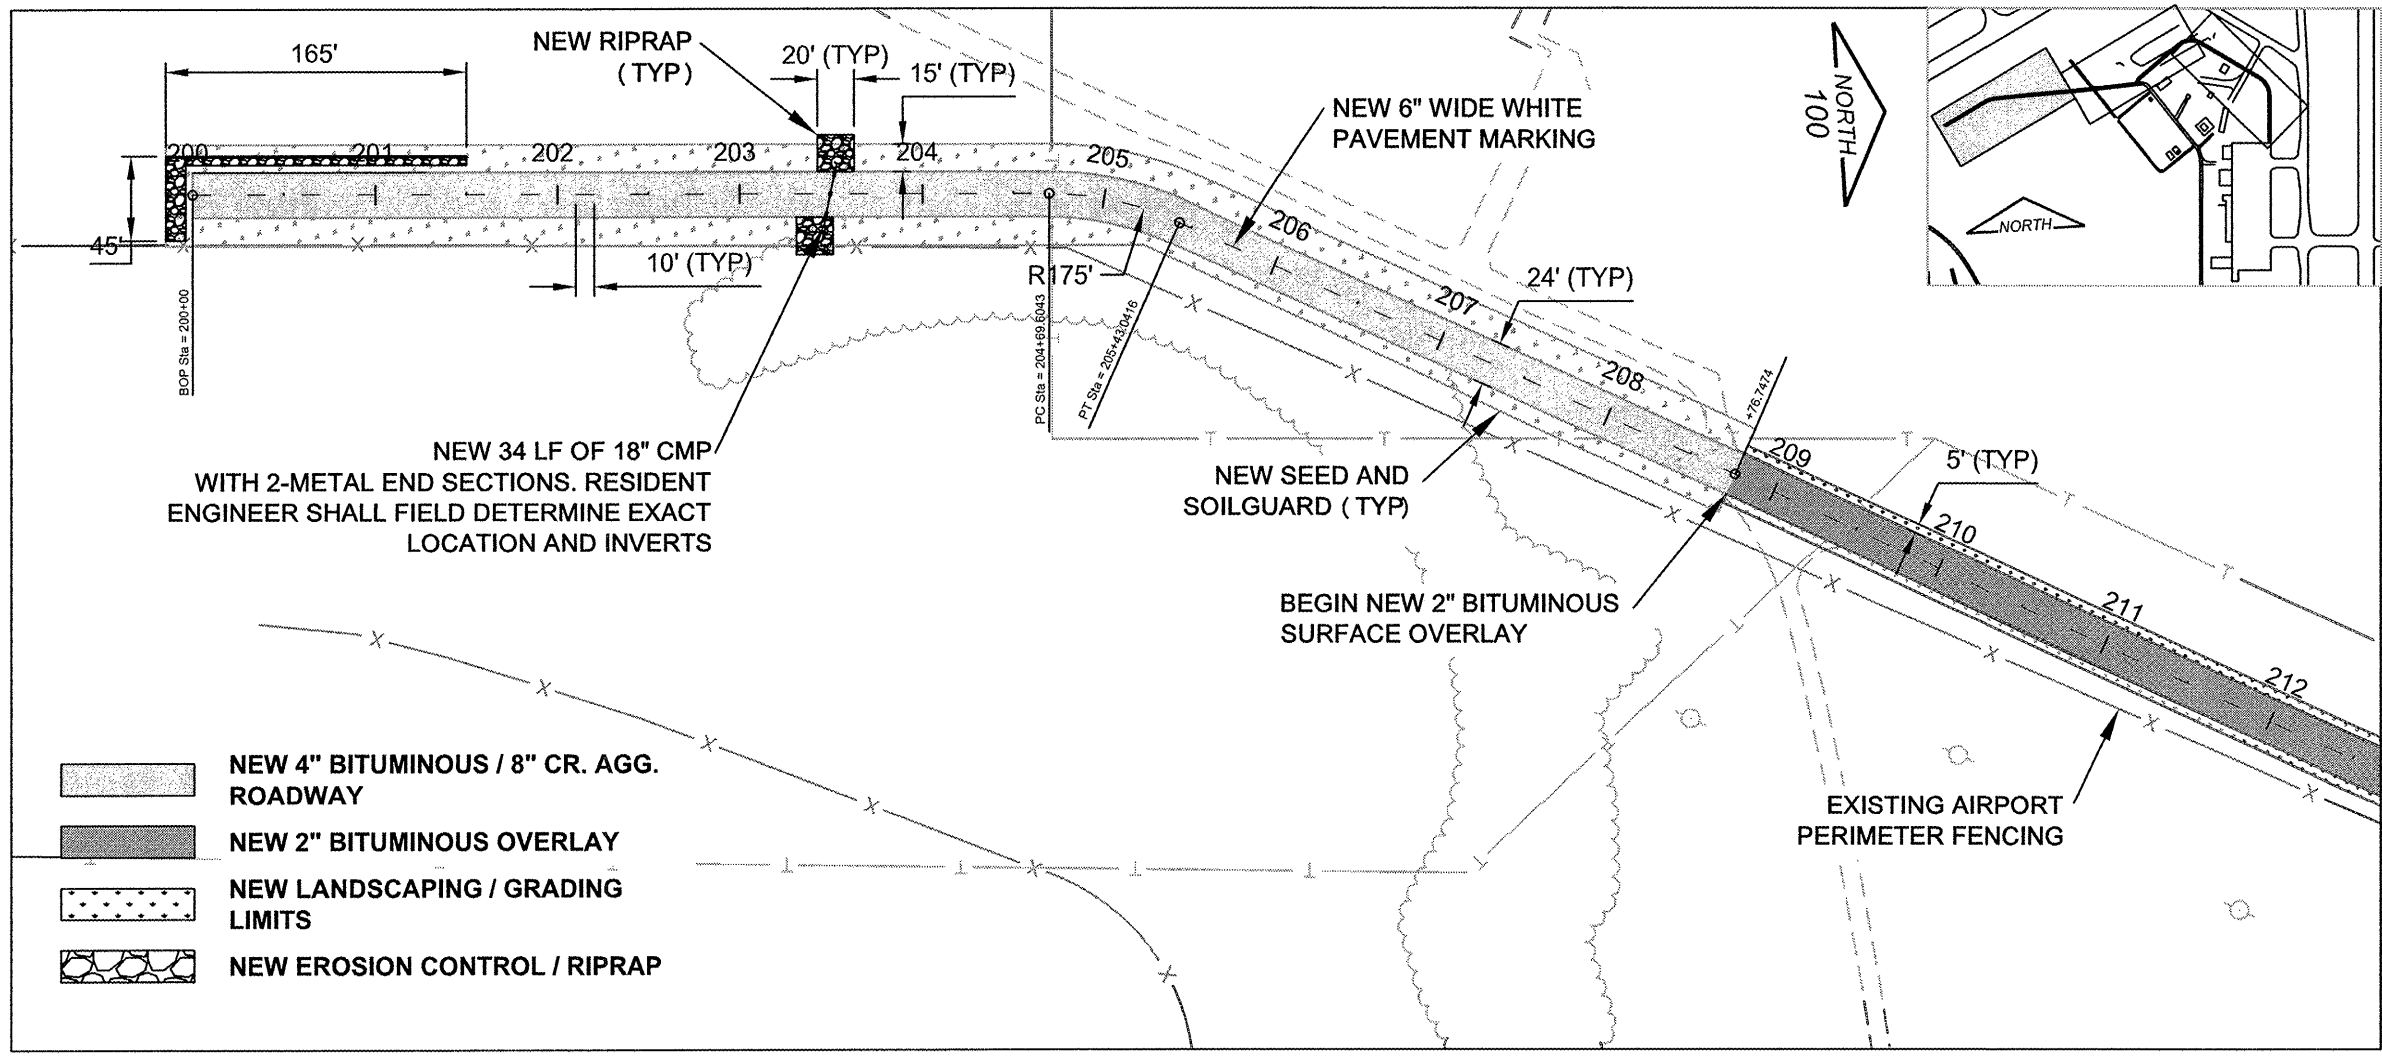 165'
NEW RIPRAP
(TYP)
20' (TYP)
15' (TYP)
200
201
202
203
204
205
206
207
208
209
210
211
212
NEW 6" WIDE WHITE
PAVEMENT MARKING
NORTH
100
NORTH
45'
10' (TYP)
R175'
24' (TYP)
5' (TYP)
BOP Sta = 200+00
PC Sta = 204+69.6043
PT Sta = 205+43.0416
+76.7474
NEW 34 LF OF 18" CMP
WITH 2-METAL END SECTIONS. RESIDENT
ENGINEER SHALL FIELD DETERMINE EXACT
LOCATION AND INVERTS
NEW SEED AND
SOILGUARD (TYP)
BEGIN NEW 2" BITUMINOUS
SURFACE OVERLAY
EXISTING AIRPORT
PERIMETER FENCING
NEW 4" BITUMINOUS / 8" CR. AGG.
ROADWAY
NEW 2" BITUMINOUS OVERLAY
NEW LANDSCAPING / GRADING
LIMITS
NEW EROSION CONTROL / RIPRAP